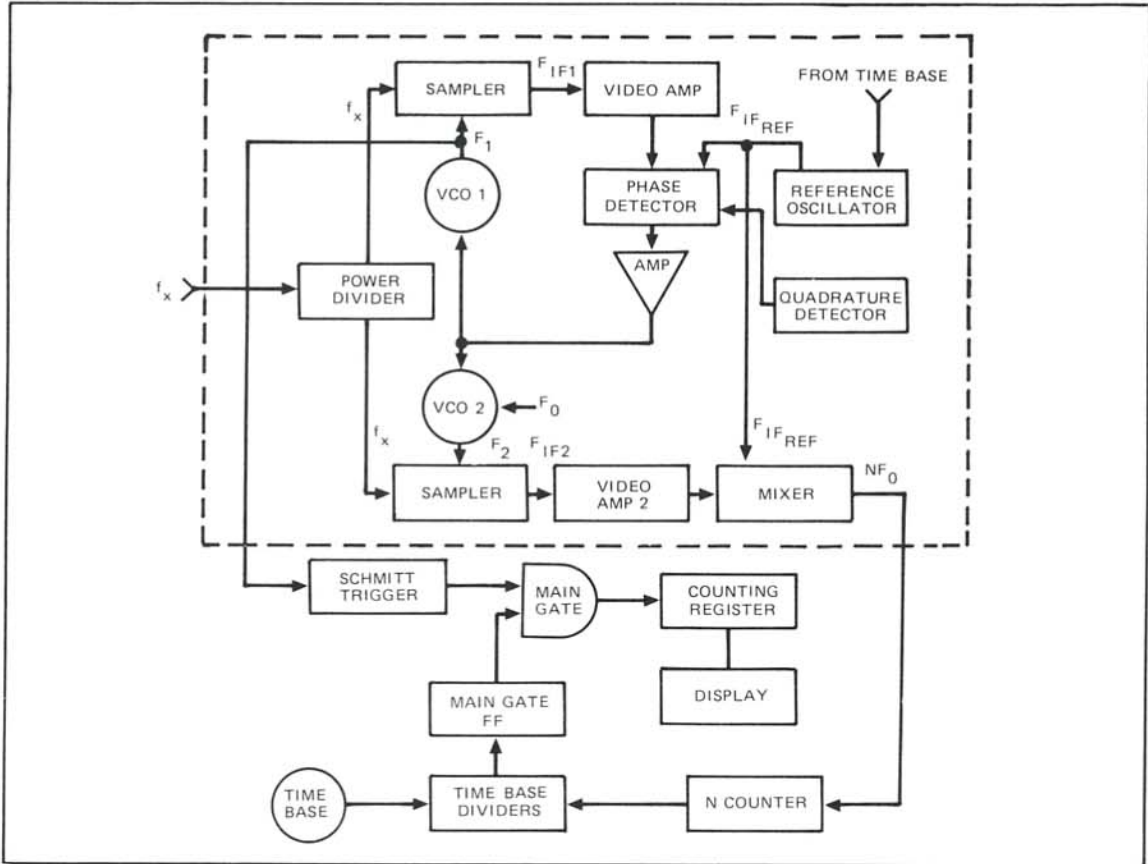 SAMPLER
F IF1
VIDEO AMP
FROM TIME BASE
f x
F 1
F IF REF
VCO 1
PHASE
DETECTOR
REFERENCE
OSCILLATOR
f x
POWER
DIVIDER
AMP
QUADRATURE
DETECTOR
VCO 2
F 0
f x
F 2
F IF2
F IF REF
SAMPLER
VIDEO
AMP 2
MIXER
NF 0
SCHMITT
TRIGGER
MAIN
GATE
COUNTING
REGISTER
MAIN GATE
FF
DISPLAY
TIME
BASE
TIME BASE
DIVIDERS
N COUNTER